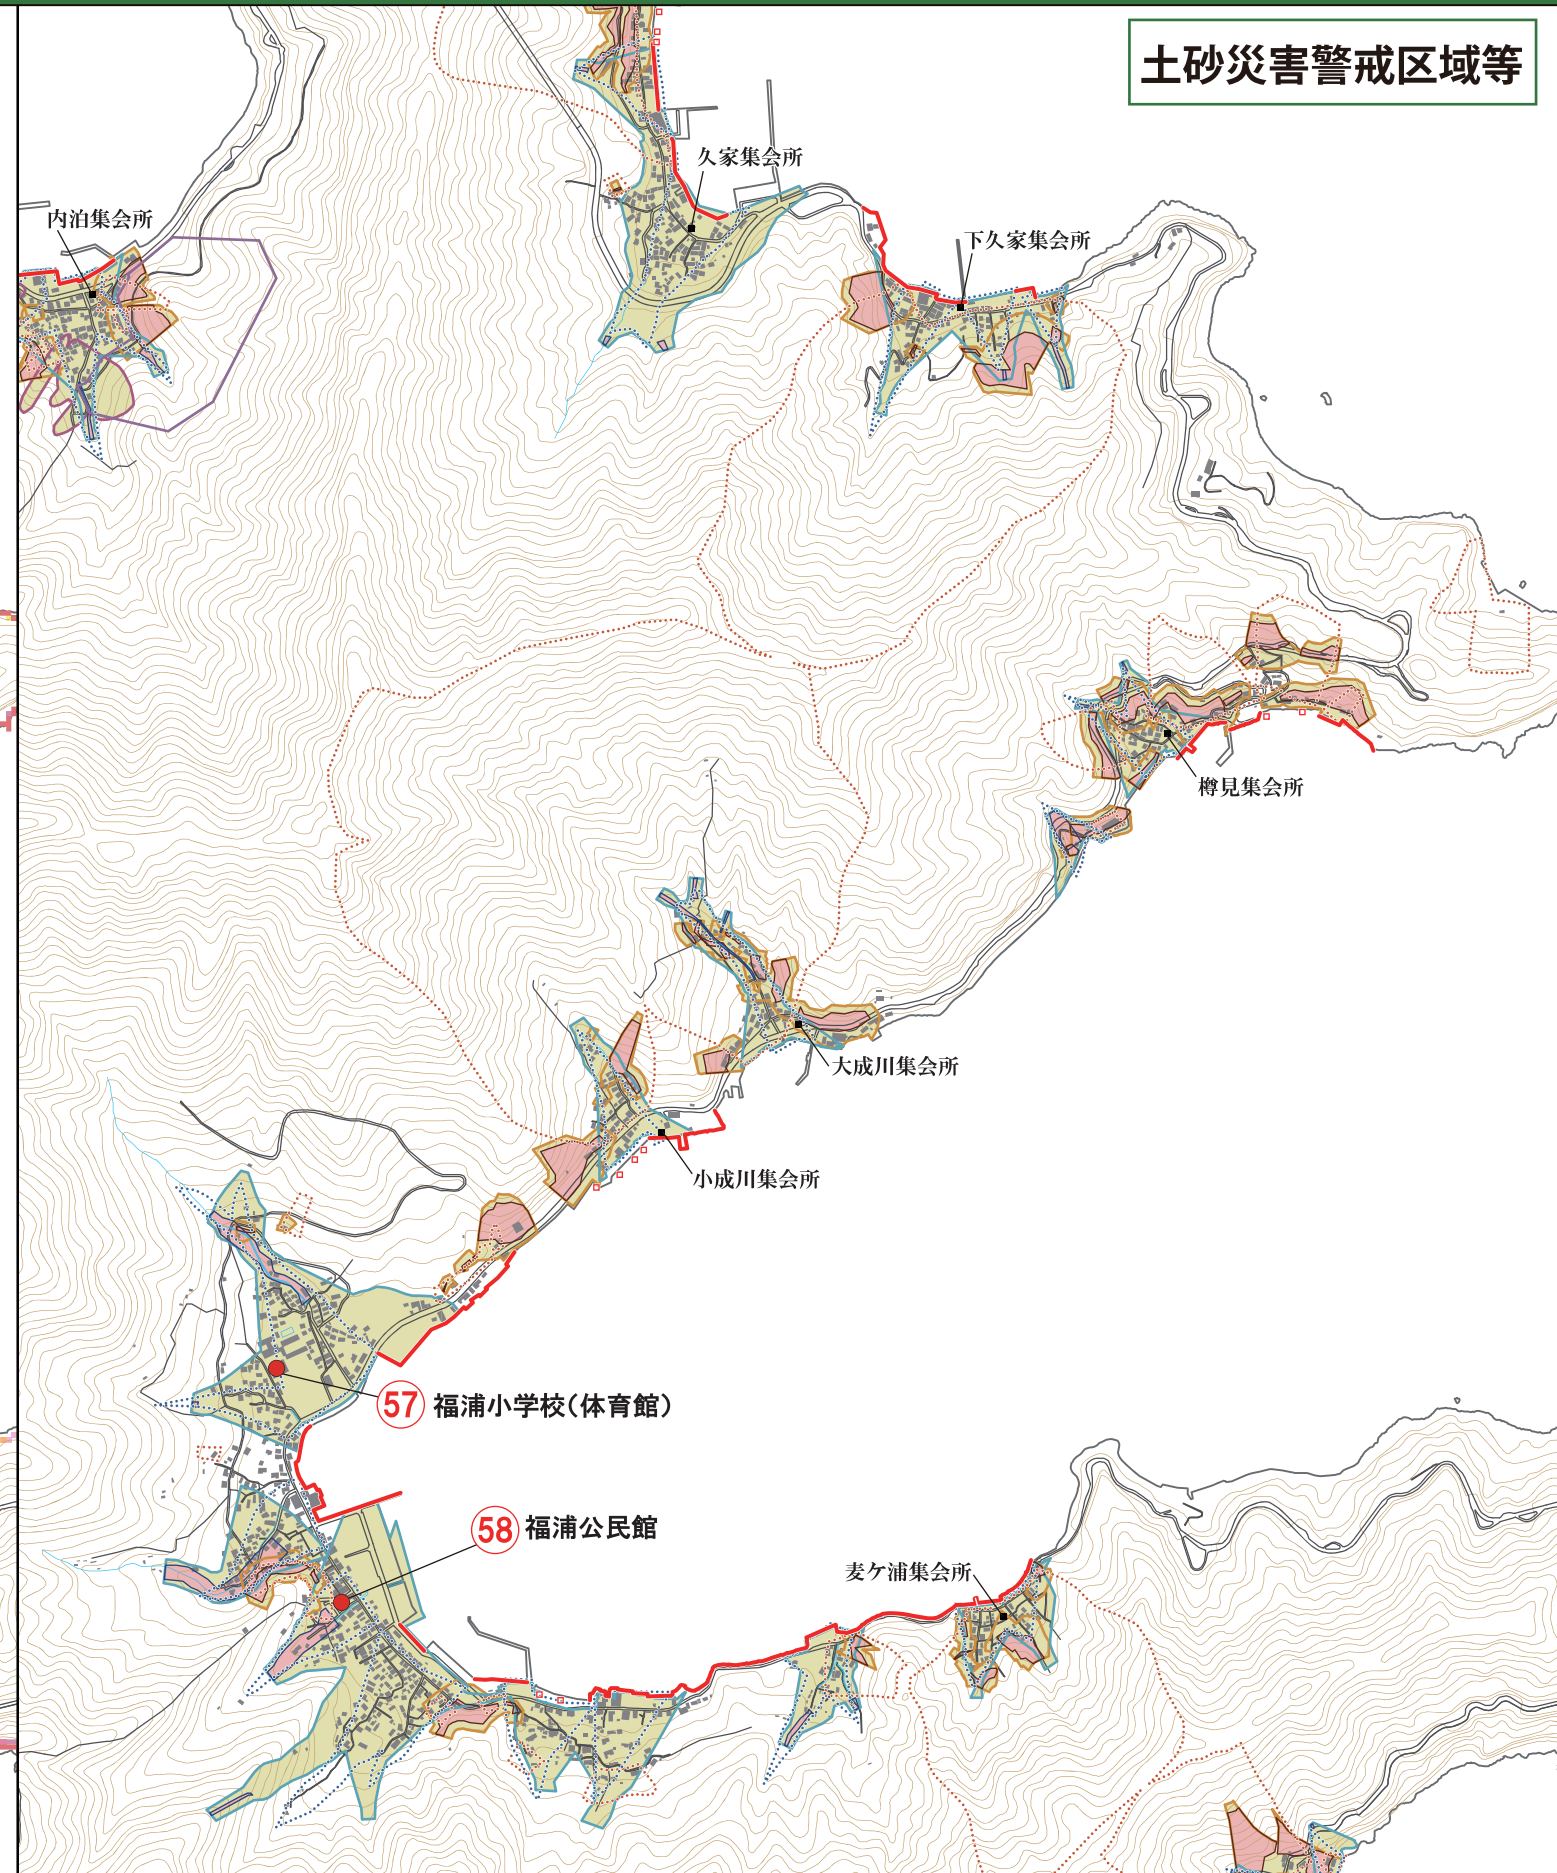 土砂災害警戒区域等
久家集会所
内泊集会所
下久家集会所
樽見集会所
大成川集会所
小成川集会所
57 福浦小学校(体育館)
58 福浦公民館
麦ケ浦集会所